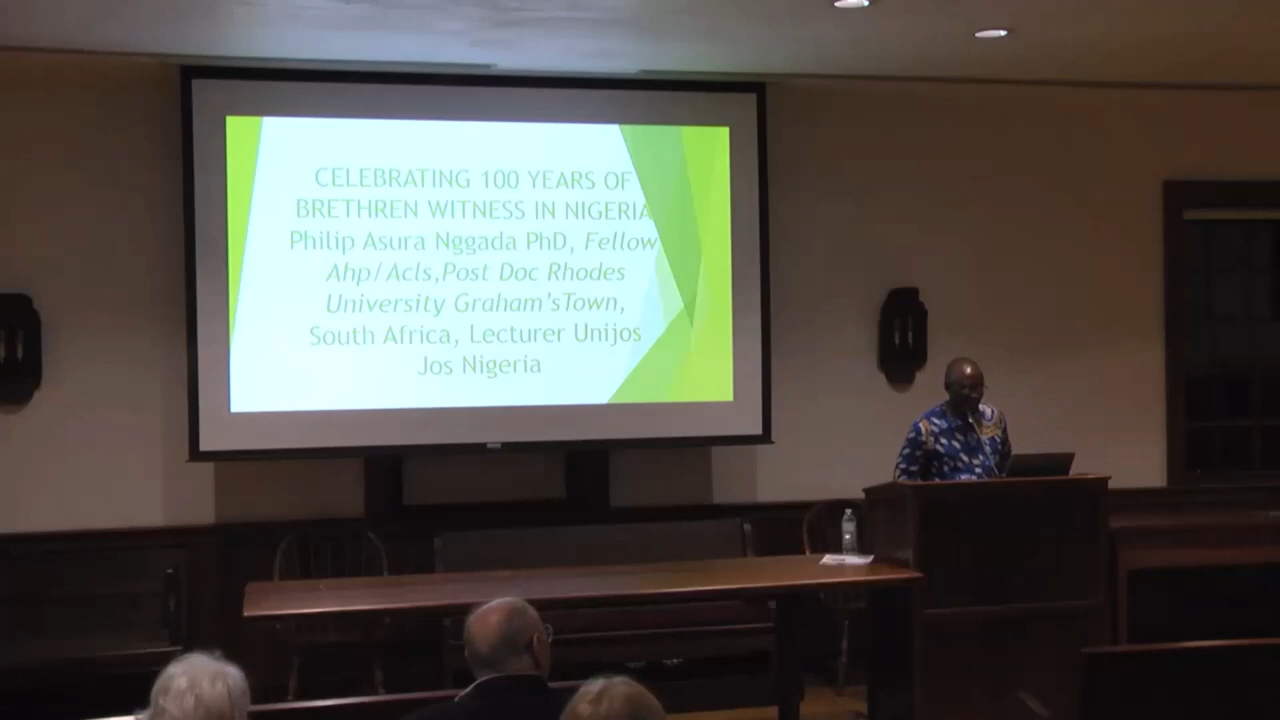 CELEBRATING 100 YEARS OF
BRETHREN WITNESS IN NIGERIA
Philip Asura Nggada PhD, Fellow
Ahp/Acls,Post Doc Rhodes
University Graham'sTown,
South Africa, Lecturer Unijos
Jos Nigeria